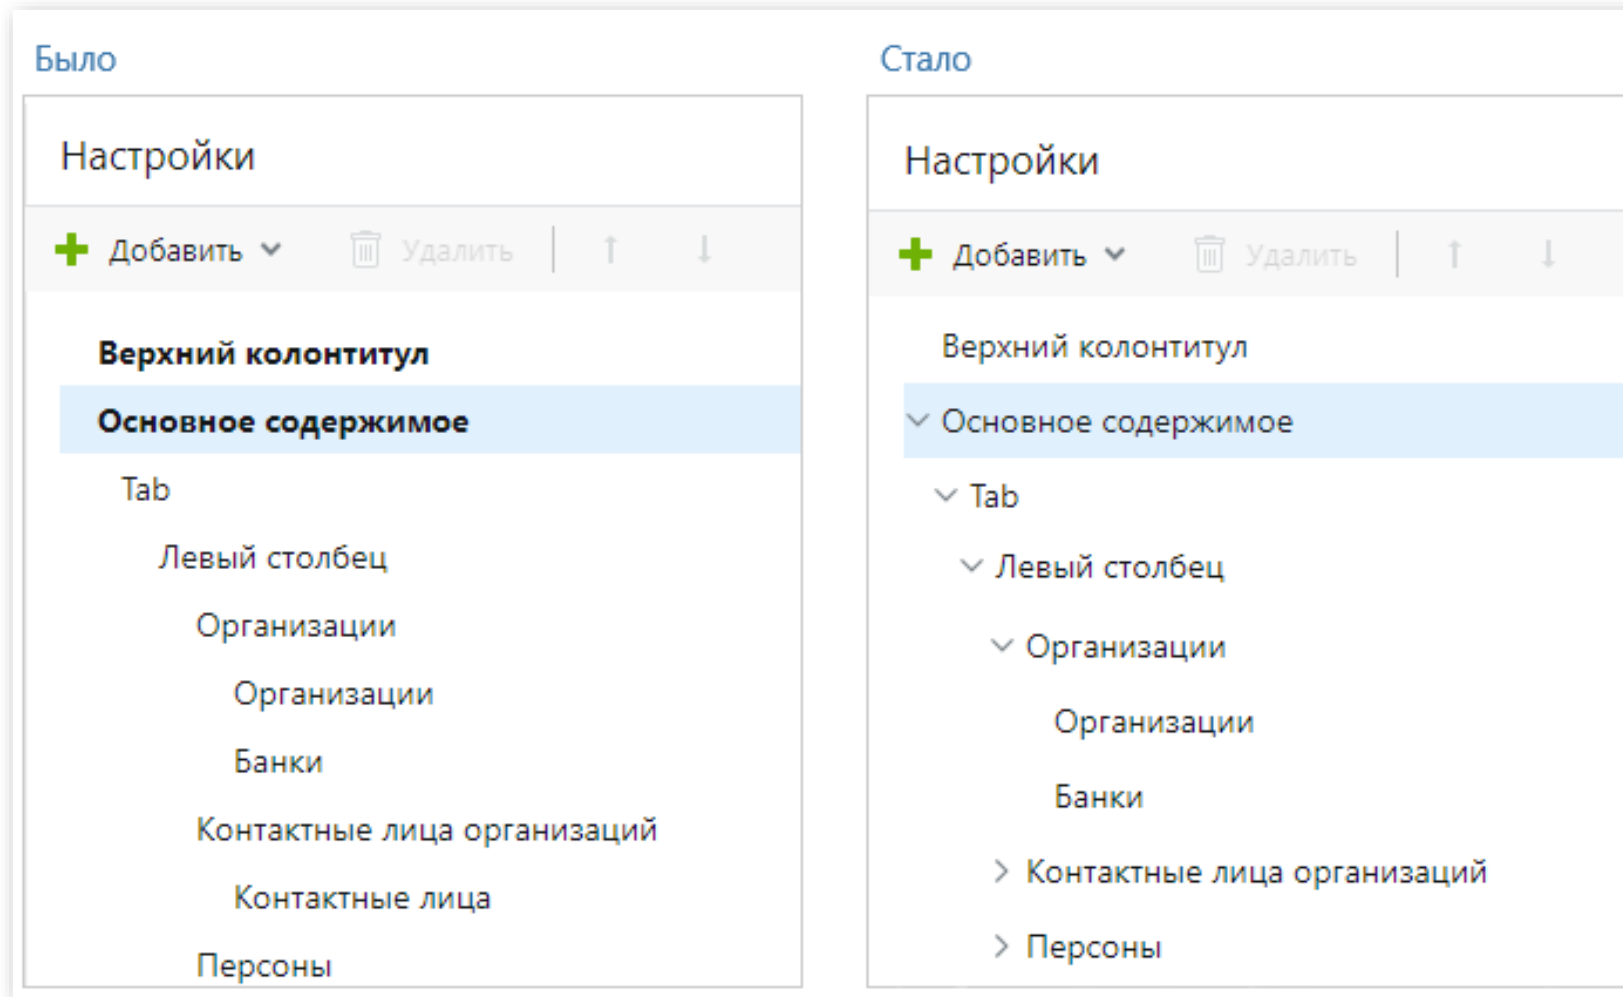 Было
Настройки
Добавить Удалить
Верхний колонтитул
Основное содержимое
Tab
Левый столбец
Организации
Организации
Банки
Контактные лица организаций
Контактные лица
Персоны
Стало
Настройки
Добавить Удалить
Верхний колонтитул
Основное содержимое
Tab
Левый столбец
Организации
Организации
Банки
Контактные лица организаций
Персоны